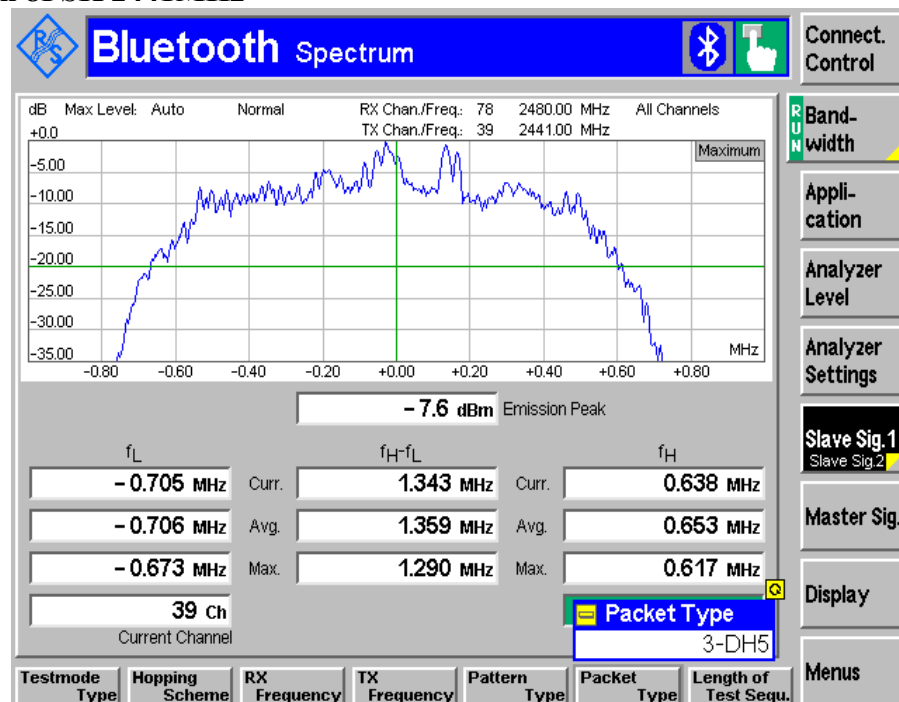 R&S
Bluetooth Spectrum
Connect.
Control
dB Max Level: Auto Normal RX Chan./Freq.: 78 2480.00 MHz All Channels
+0.0 TX Chan./Freq.: 39 2441.00 MHz
Maximum
-5.00
-10.00
-15.00
-20.00
-25.00
-30.00
-35.00
MHz
-0.80 -0.60 -0.40 -0.20 +0.00 +0.20 +0.40 +0.60 +0.80
- 7.6 dBm Emission Peak
fL fH-fL fH
- 0.705 MHz Curr. 1.343 MHz Curr. 0.638 MHz
- 0.706 MHz Avg. 1.359 MHz Avg. 0.653 MHz
- 0.673 MHz Max. 1.290 MHz Max. 0.617 MHz
39 Ch
Current Channel
Packet Type
3-DH5
RUN
Band-
width
Appli-
cation
Analyzer
Level
Analyzer
Settings
Slave Sig.1
Slave Sig.2
Master Sig.
Display
Menus
Testmode
Type
Hopping
Scheme
RX
Frequency
TX
Frequency
Pattern
Type
Packet
Type
Length of
Test Sequ.